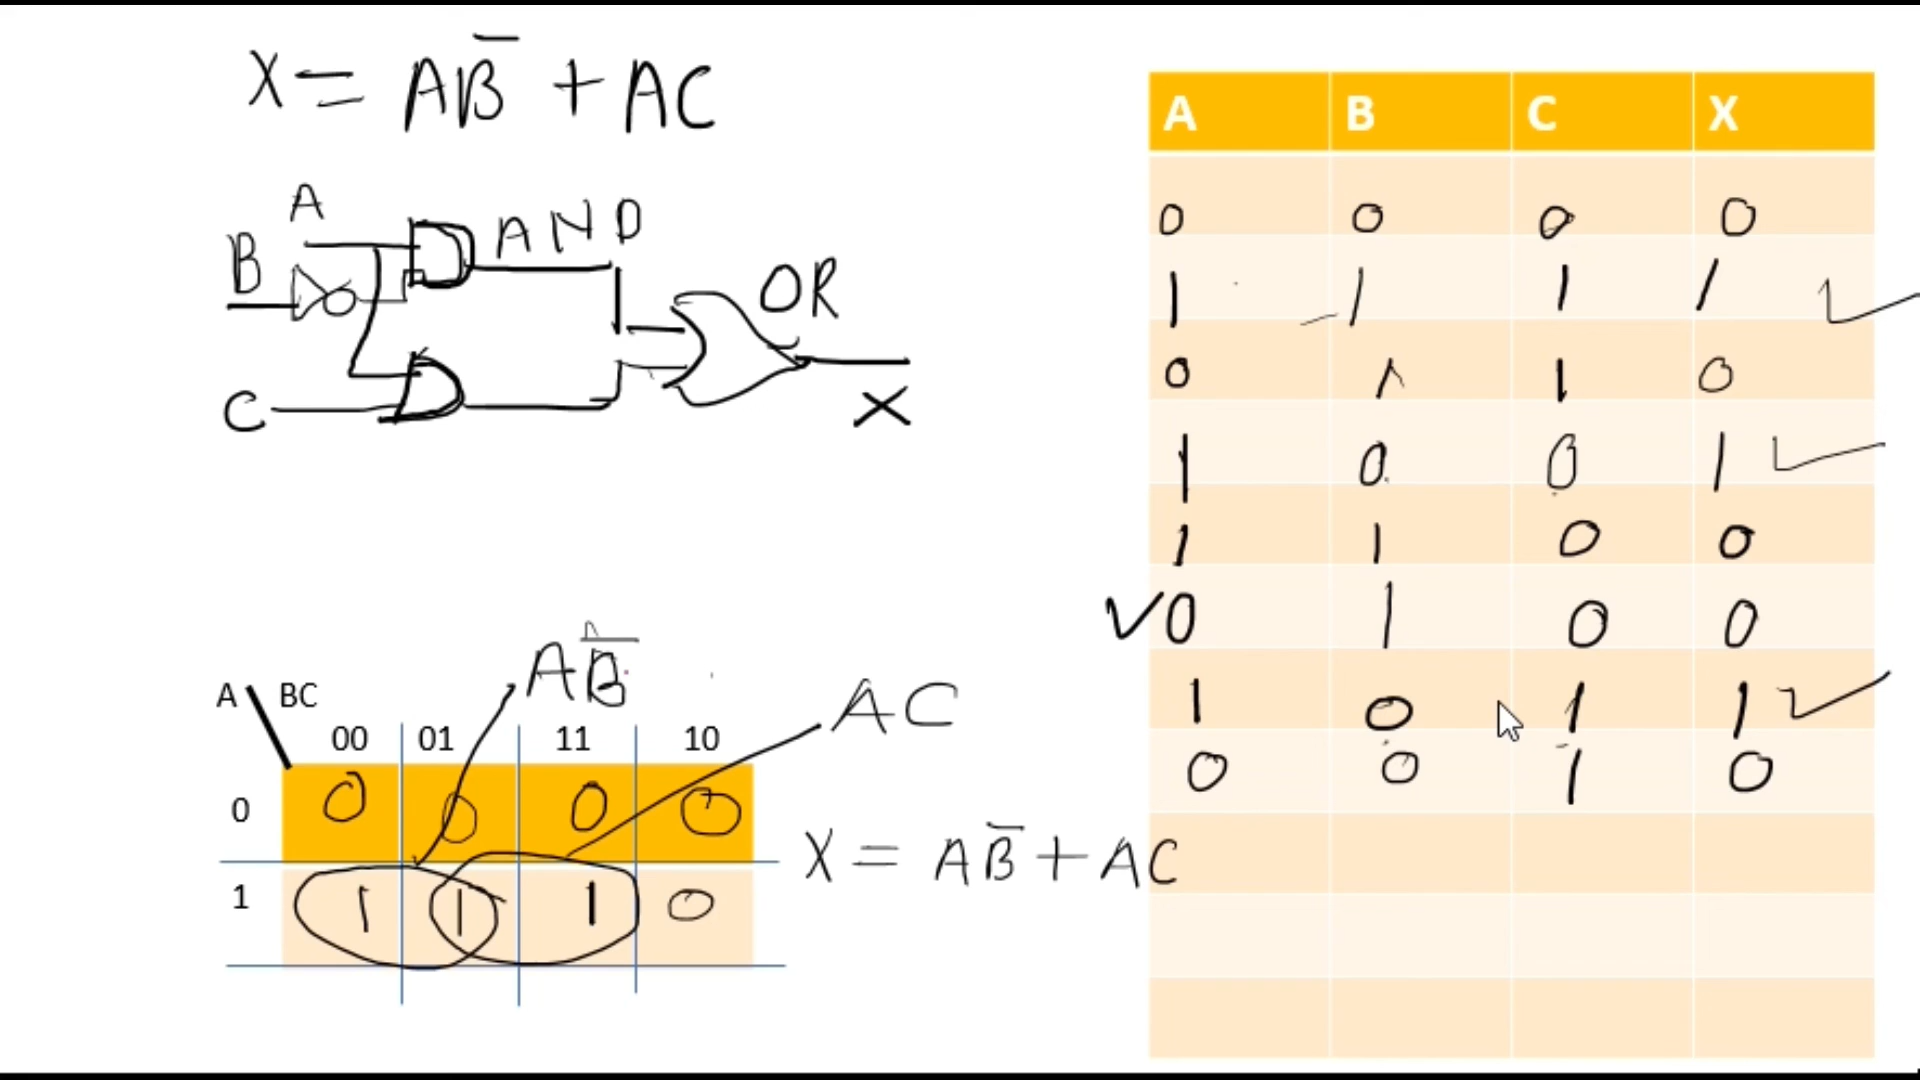 X = AB̅ + AC
A
B
AND
OR
C
X
AB̅
AC
A \ BC
00 01 11 10
0 0 0 0 0
1 1 1 1 0
X = AB̅ + AC
A B C X
0 0 0 0
1 1 1 1
0 1 1 0
1 0 0 1
1 1 0 0
0 1 0 0
1 0 1 1
0 0 1 0